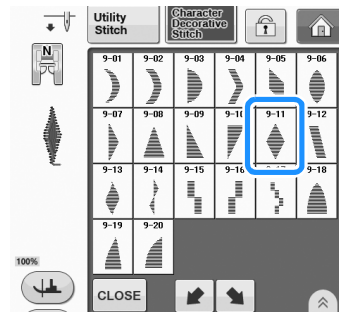 Utility
Stitch
Character
Decorative
Stitch
N
9-01 9-02 9-03 9-04 9-05 9-06
9-07 9-08 9-09 9-10 9-11 9-12
9-13 9-14 9-15 9-16 9-18
9-19 9-20
100%
CLOSE